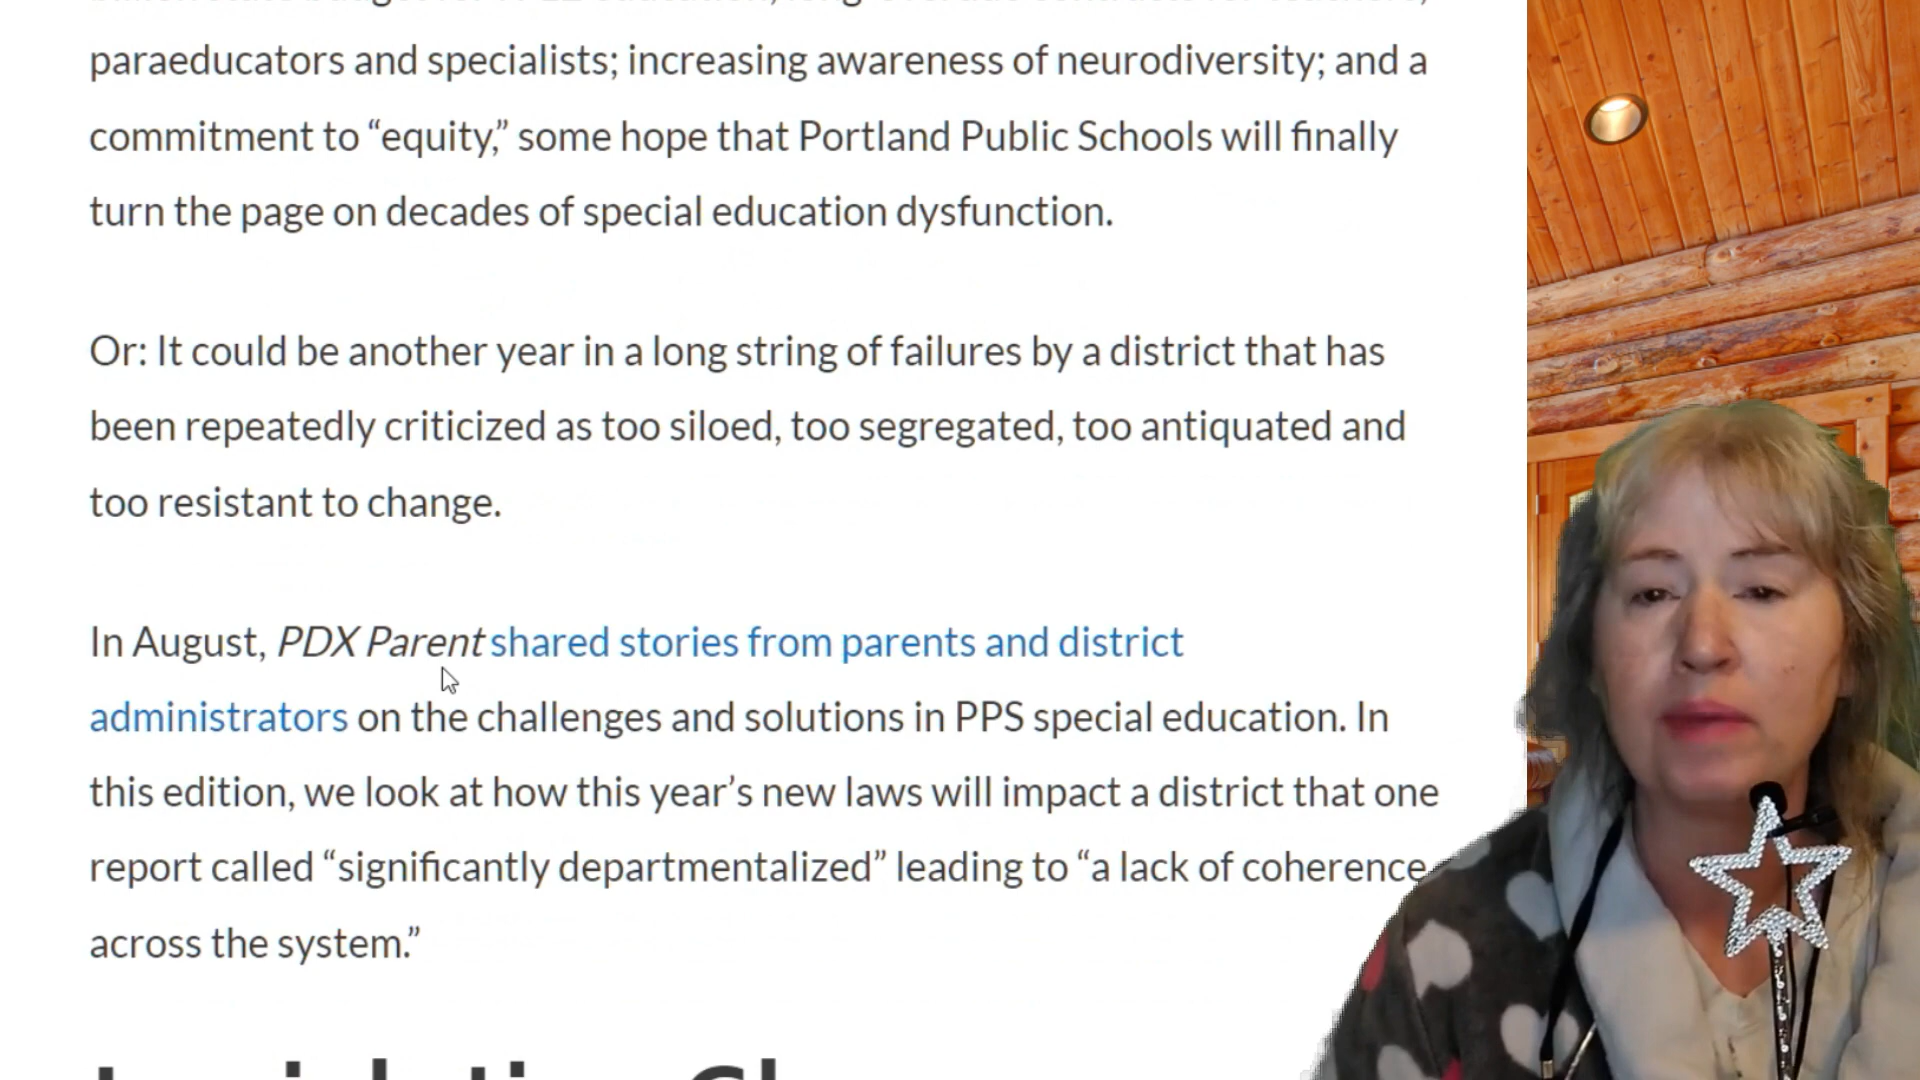 paraeducators and specialists; increasing awareness of neurodiversity; and a
commitment to “equity,” some hope that Portland Public Schools will finally
turn the page on decades of special education dysfunction.
Or: It could be another year in a long string of failures by a district that has
been repeatedly criticized as too siloed, too segregated, too antiquated and
too resistant to change.
In August, PDX Parent shared stories from parents and district
administrators on the challenges and solutions in PPS special education. In
this edition, we look at how this year’s new laws will impact a district that one
report called “significantly departmentalized” leading to “a lack of coherence
across the system.”